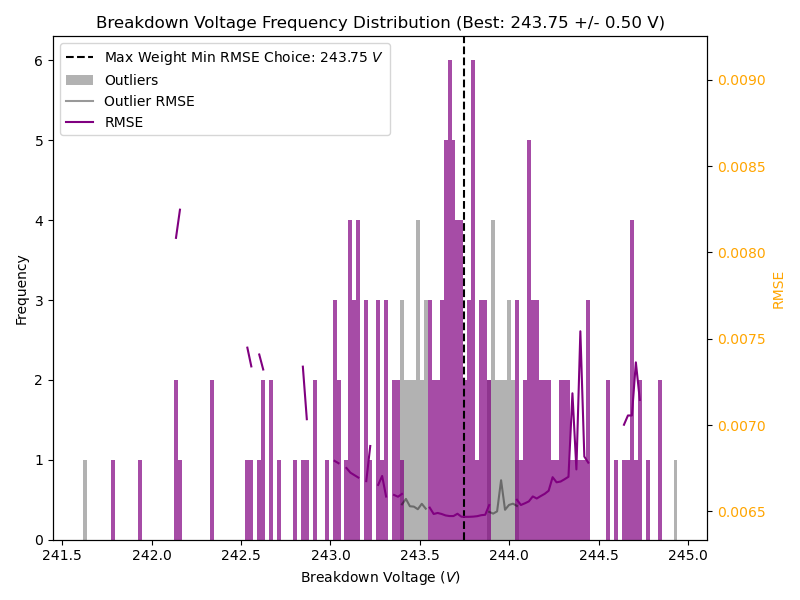 Breakdown Voltage Frequency Distribution (Best: 243.75 +/- 0.50 V)
Max Weight Min RMSE Choice: 243.75 V
Outliers
Outlier RMSE
RMSE
6
5
4
3
2
1
0
Frequency
0.0090
0.0085
0.0080
0.0075
0.0070
0.0065
RMSE
241.5 242.0 242.5 243.0 243.5 244.0 244.5 245.0
Breakdown Voltage (V)